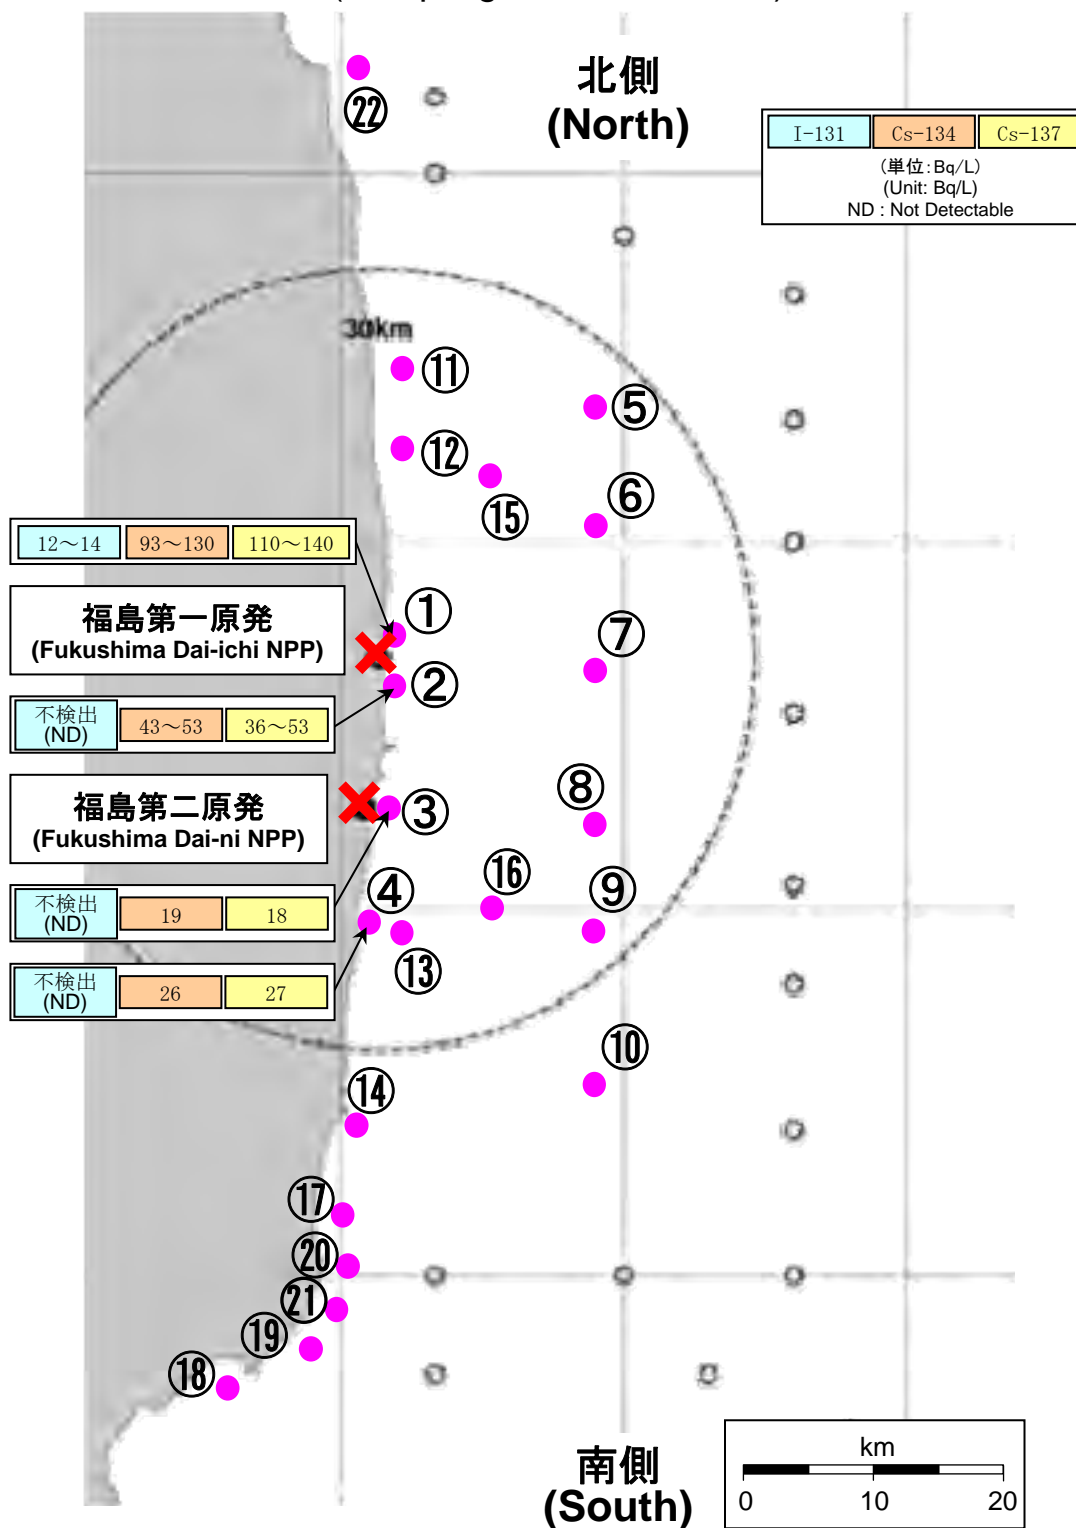 北側
(North)
I-131 Cs-134 Cs-137
(単位:Bq/L)
(Unit: Bq/L)
ND : Not Detectable
㉒
30km
⑪
⑤
⑫
⑮
⑥
12～14 93～130 110～140
①
福島第一原発
(Fukushima Dai-ichi NPP)
⑦
②
不検出
(ND) 43～53 36～53
福島第二原発
(Fukushima Dai-ni NPP)
③
⑧
⑯
④
⑨
不検出
(ND) 19 18
⑬
不検出
(ND) 26 27
⑩
⑭
⑰
⑳
㉑
⑲
⑱
南側
(South)
km
0 10 20